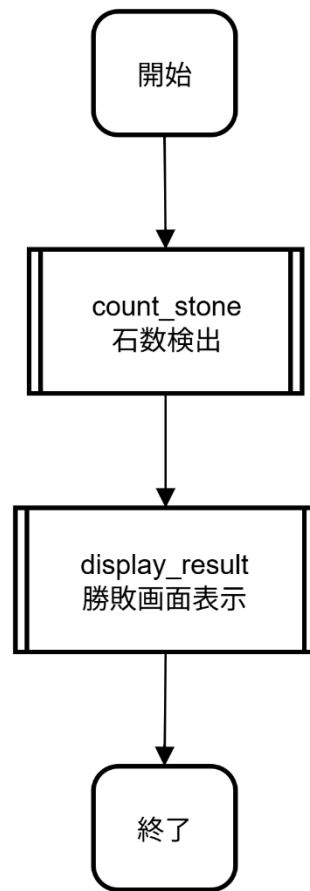 開始
count_stone
石数検出
display_result
勝敗画面表示
終了